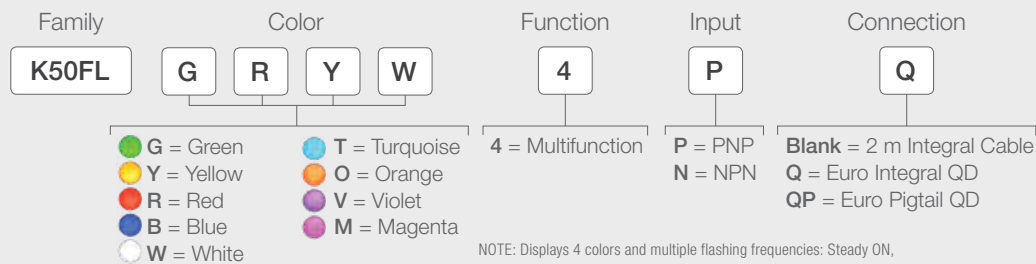 Family Color Function Input Connection
K50FL G R Y W 4 P Q
G = Green T = Turquoise 4 = Multifunction P = PNP Blank = 2 m Integral Cable
Y = Yellow O = Orange N = NPN Q = Euro Integral QD
R = Red V = Violet QP = Euro Pigtail QD
B = Blue M = Magenta
W = White NOTE: Displays 4 colors and multiple flashing frequencies: Steady ON,